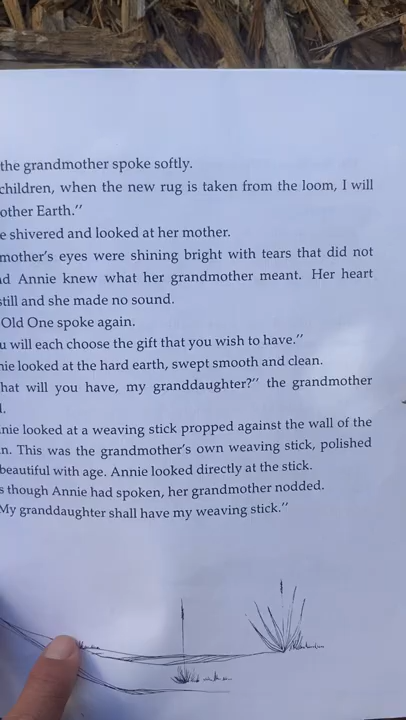 the grandmother spoke softly.
children, when the new rug is taken from the loom, I will
other Earth."
e shivered and looked at her mother.
mother's eyes were shining bright with tears that did not
d Annie knew what her grandmother meant. Her heart
still and she made no sound.
Old One spoke again.
u will each choose the gift that you wish to have."
nie looked at the hard earth, swept smooth and clean.
hat will you have, my granddaughter?" the grandmother
l.
nie looked at a weaving stick propped against the wall of the
n. This was the grandmother's own weaving stick, polished
beautiful with age. Annie looked directly at the stick.
s though Annie had spoken, her grandmother nodded.
My granddaughter shall have my weaving stick."